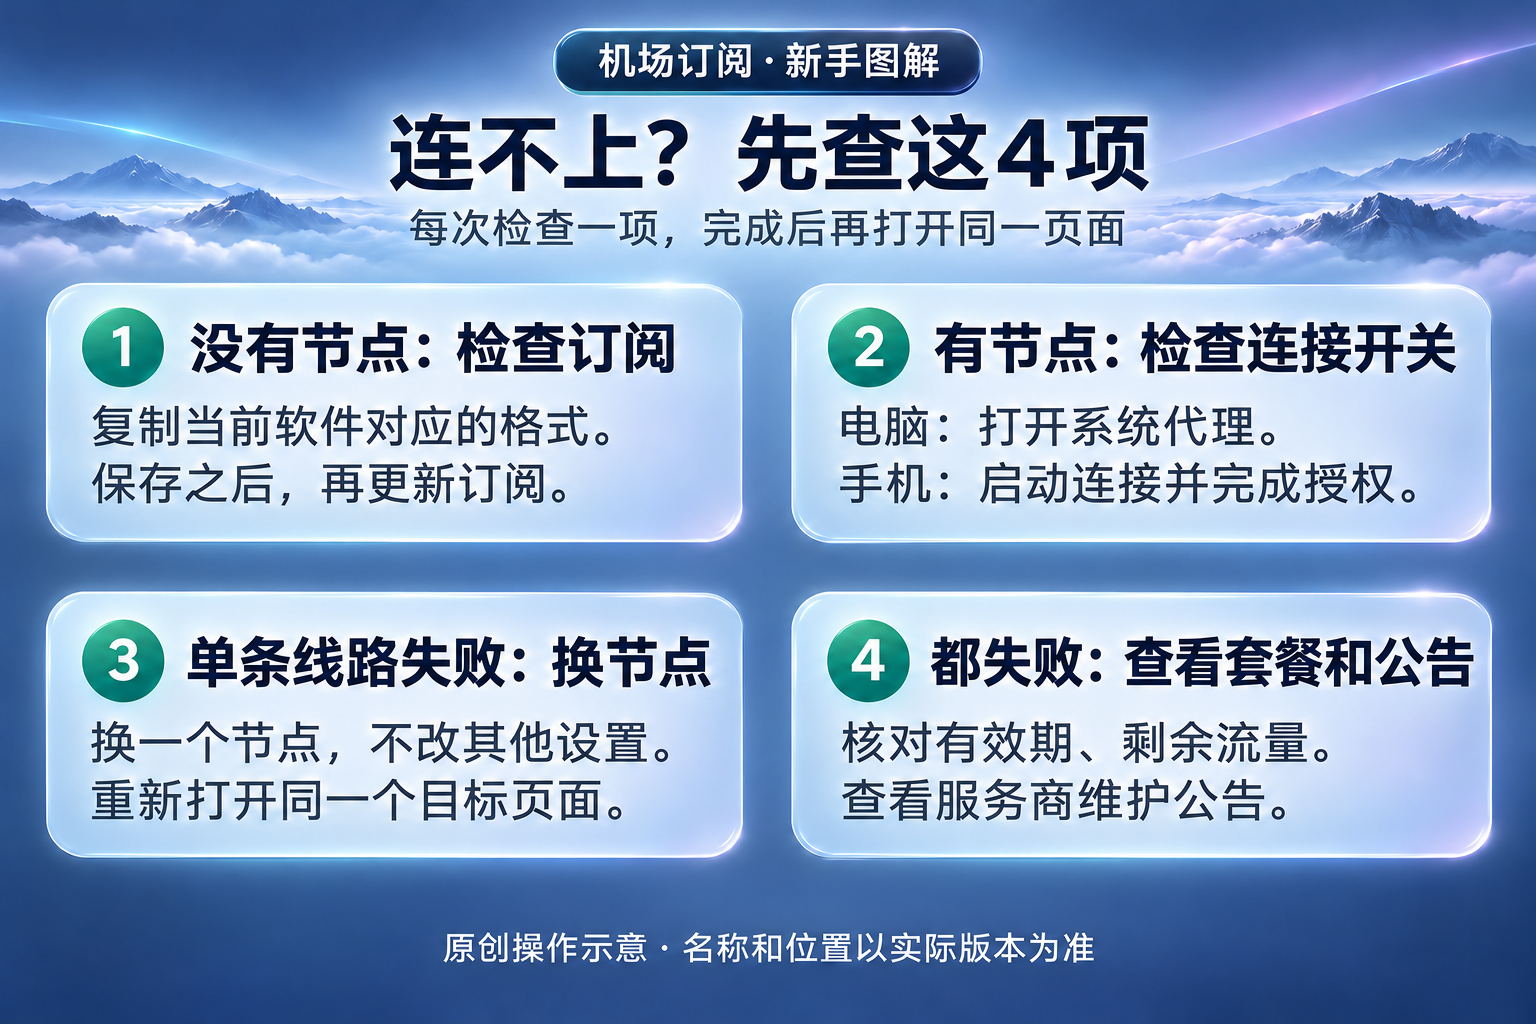 机场订阅 · 新手图解
连不上？先查这4项
每次检查一项，完成后再打开同一页面
1 没有节点：检查订阅
复制当前软件对应的格式。
保存之后，再更新订阅。
2 有节点：检查连接开关
电脑：打开系统代理。
手机：启动连接并完成授权。
3 单条线路失败：换节点
换一个节点，不改其他设置。
重新打开同一个目标页面。
4 都失败：查看套餐和公告
核对有效期、剩余流量。
查看服务商维护公告。
原创操作示意 · 名称和位置以实际版本为准